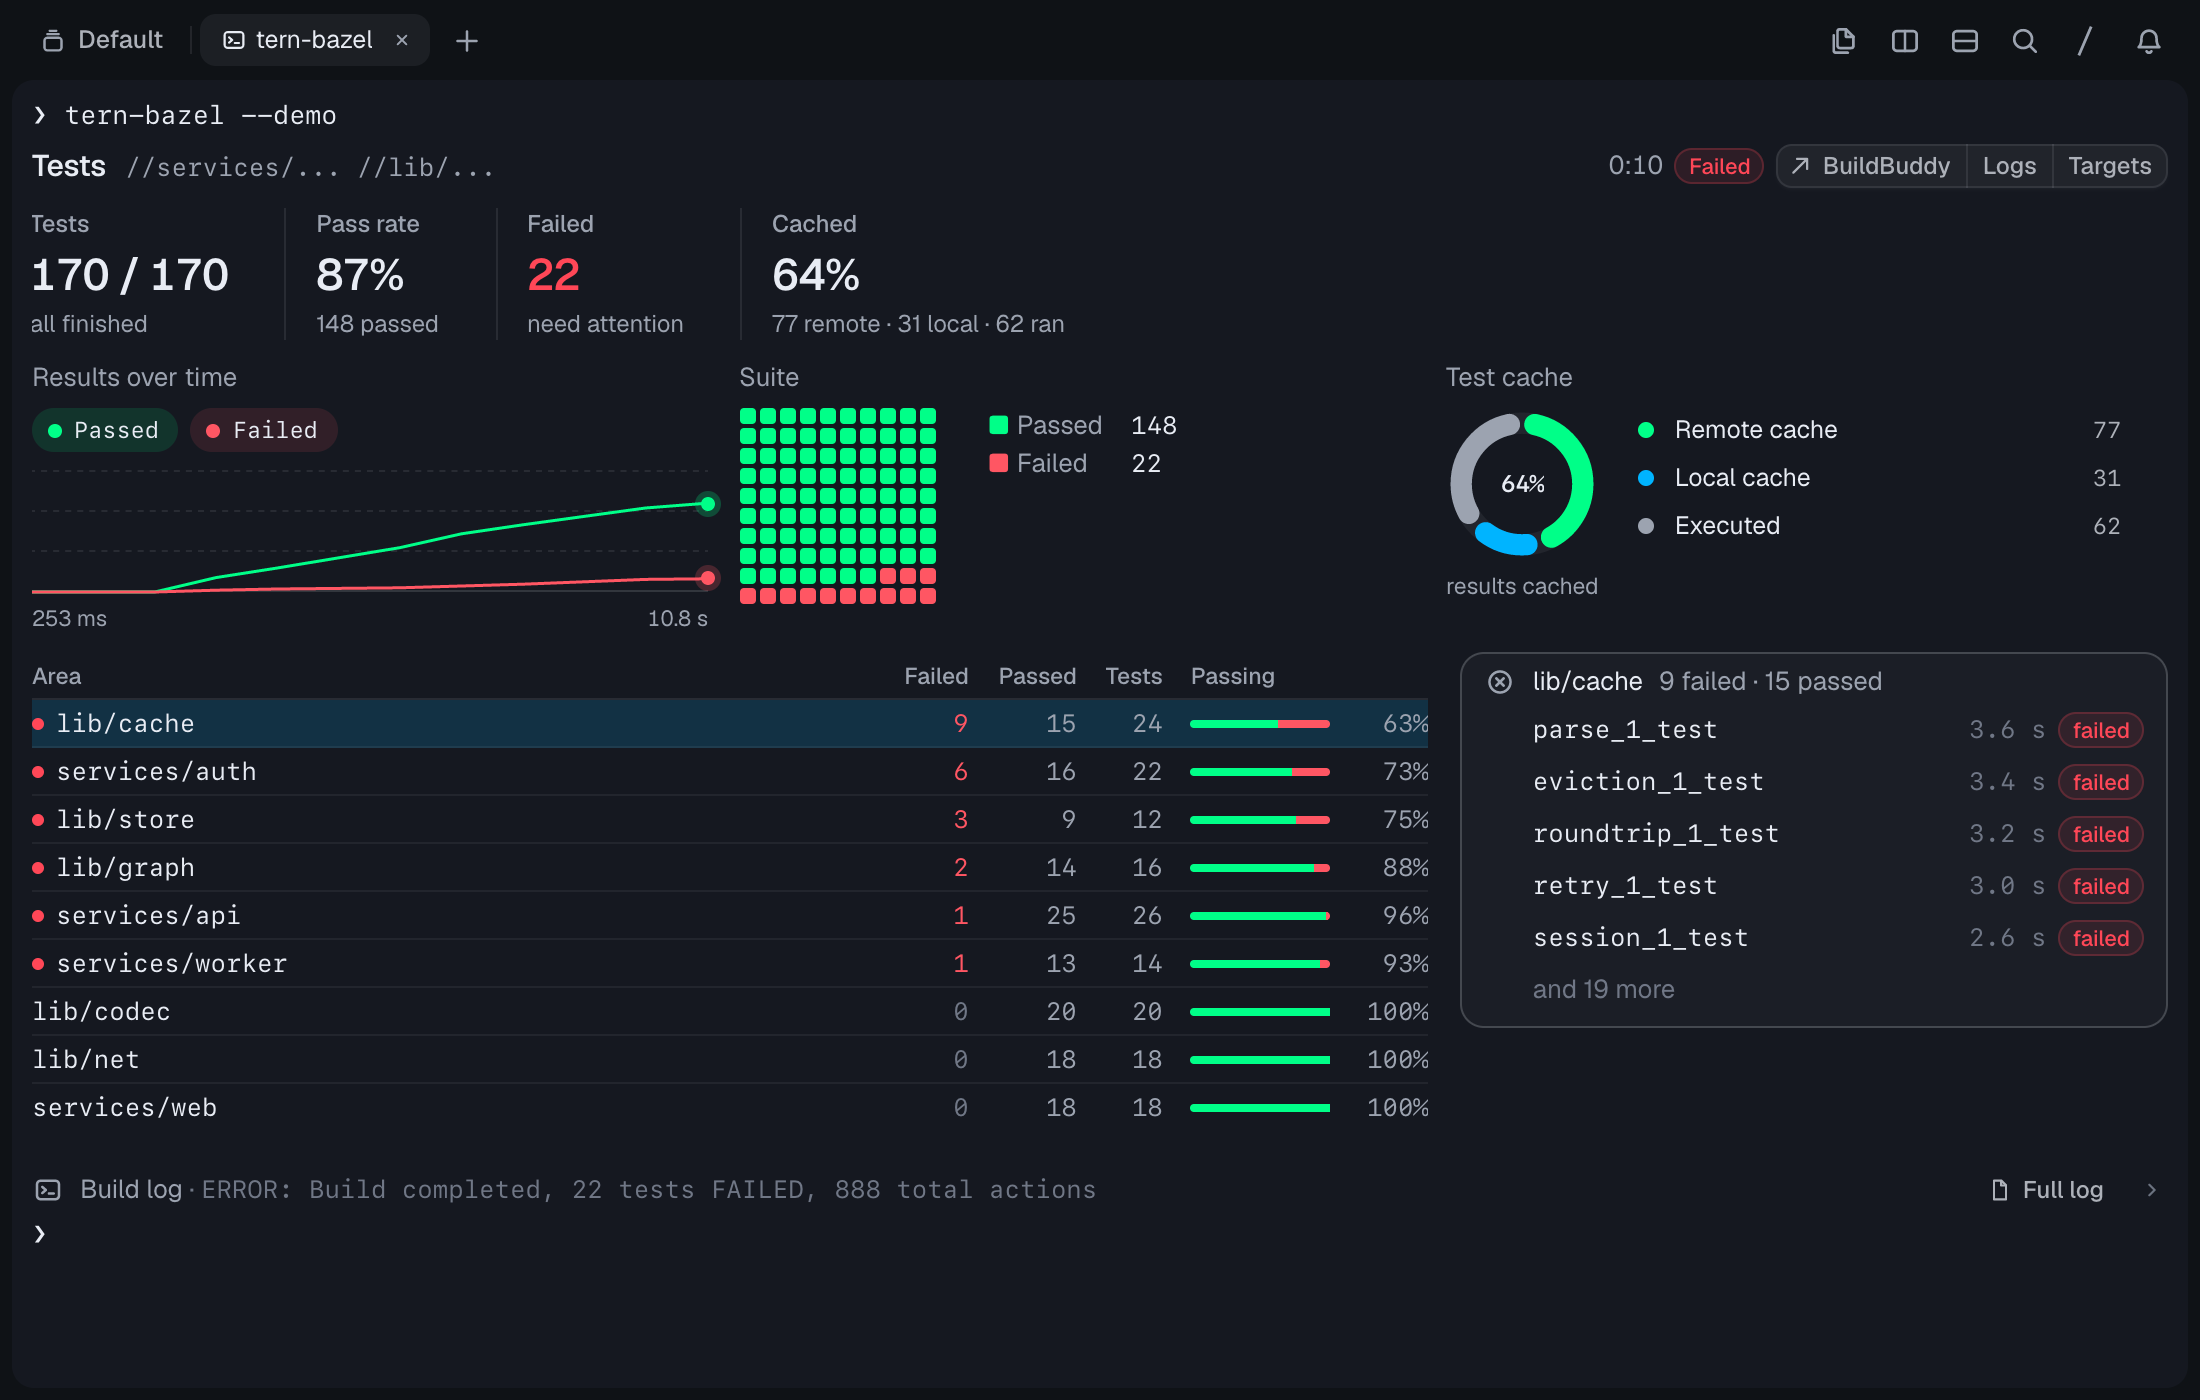 Default
tern-bazel ×
❯ tern-bazel --demo
Tests //services/... //lib/...
0:10 Failed BuildBuddy Logs Targets
Tests
170 / 170
all finished
Pass rate
87%
148 passed
Failed
22
need attention
Cached
64%
77 remote · 31 local · 62 ran
Results over time
Passed Failed
253 ms 10.8 s
Suite
Passed 148
Failed 22
Test cache
64%
Remote cache 77
Local cache 31
Executed 62
results cached
Area Failed Passed Tests Passing
lib/cache 9 15 24 63%
services/auth 6 16 22 73%
lib/store 3 9 12 75%
lib/graph 2 14 16 88%
services/api 1 25 26 96%
services/worker 1 13 14 93%
lib/codec 0 20 20 100%
lib/net 0 18 18 100%
services/web 0 18 18 100%
lib/cache 9 failed · 15 passed
parse_1_test 3.6 s failed
eviction_1_test 3.4 s failed
roundtrip_1_test 3.2 s failed
retry_1_test 3.0 s failed
session_1_test 2.6 s failed
and 19 more
Build log · ERROR: Build completed, 22 tests FAILED, 888 total actions
Full log
❯